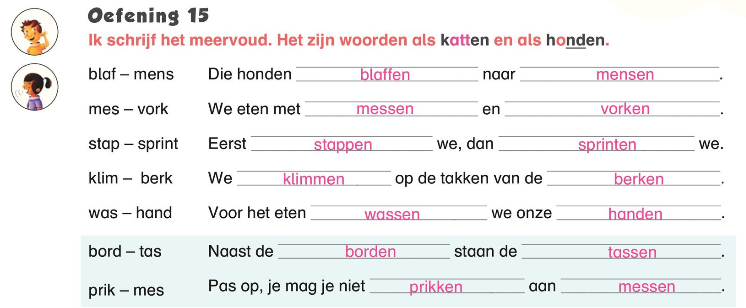 Oefening 15
Ik schrijf het meervoud. Het zijn woorden als katten en als honden.
blaf – mens Die honden blaffen naar mensen.
mes – vork We eten met messen en vorken.
stap – sprint Eerst stappen we, dan sprinten we.
klim – berk We klimmen op de takken van de berken.
was – hand Voor het eten wassen we onze handen.
bord – tas Naast de borden staan de tassen.
prik – mes Pas op, je mag je niet prikken aan messen.